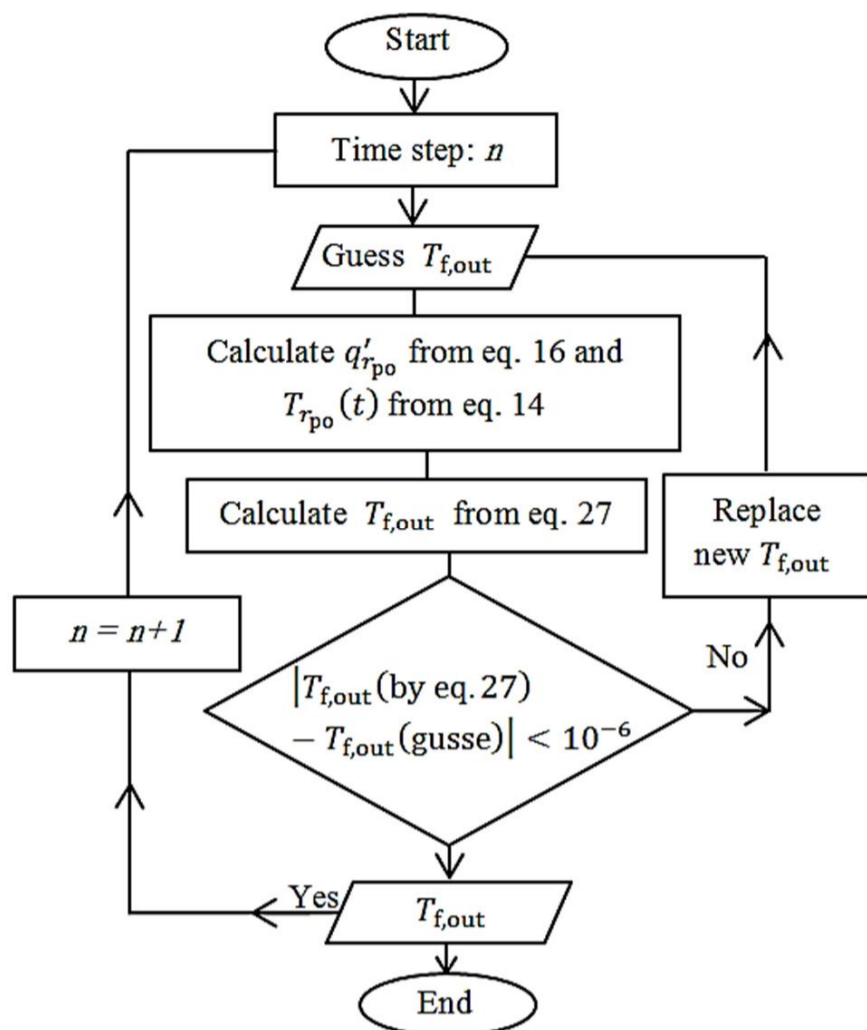 Start
Time step: n
Guess T_f,out
Calculate q′_r_po from eq. 16 and
T_r_po(t) from eq. 14
Calculate T_f,out from eq. 27
Replace
new T_f,out
n = n+1
No
|T_f,out(by eq. 27)
− T_f,out(gusse)| < 10⁻⁶
Yes
T_f,out
End